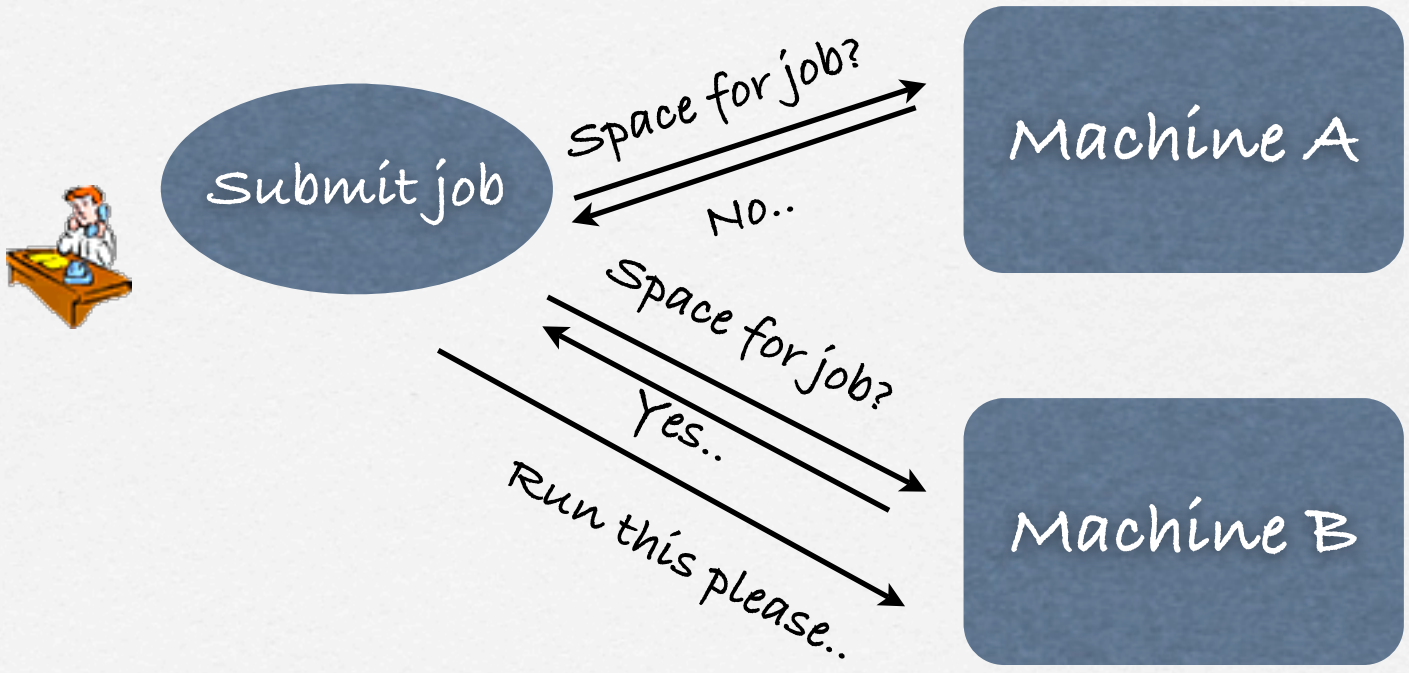 Submit job
Space for job?
No..
Machine A
Space for job?
Yes..
Run this please..
Machine B